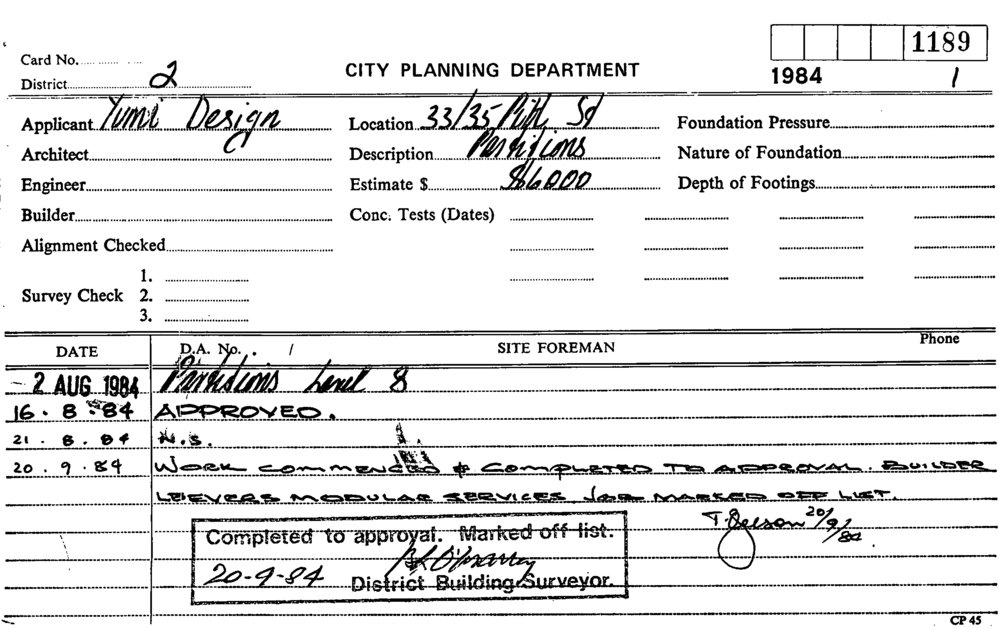 1189
Card No.
District 2
CITY PLANNING DEPARTMENT
1984 1
Applicant Yumi Design
Location 33/35 Pitt St
Foundation Pressure
Architect
Description Partitions
Nature of Foundation
Engineer
Estimate $ $6000
Depth of Footings
Builder
Conc. Tests (Dates)
Alignment Checked
Survey Check
1.
2.
3.
DATE D.A. No. / SITE FOREMAN Phone
- 2 AUG 1984 Partitions Level 8
16 . 8 . 84 APPROVED.
21 . 8 . 84 N.S.
20 . 9 . 84 WORK COMMENCED & COMPLETED TO APPROVAL. BUILDER
LEIEVERS MODULAR SERVICES JOB MARKED OFF LIST.
20/9/84
Completed to approval. Marked off list.
20-9-84 District Building Surveyor.
CP 45